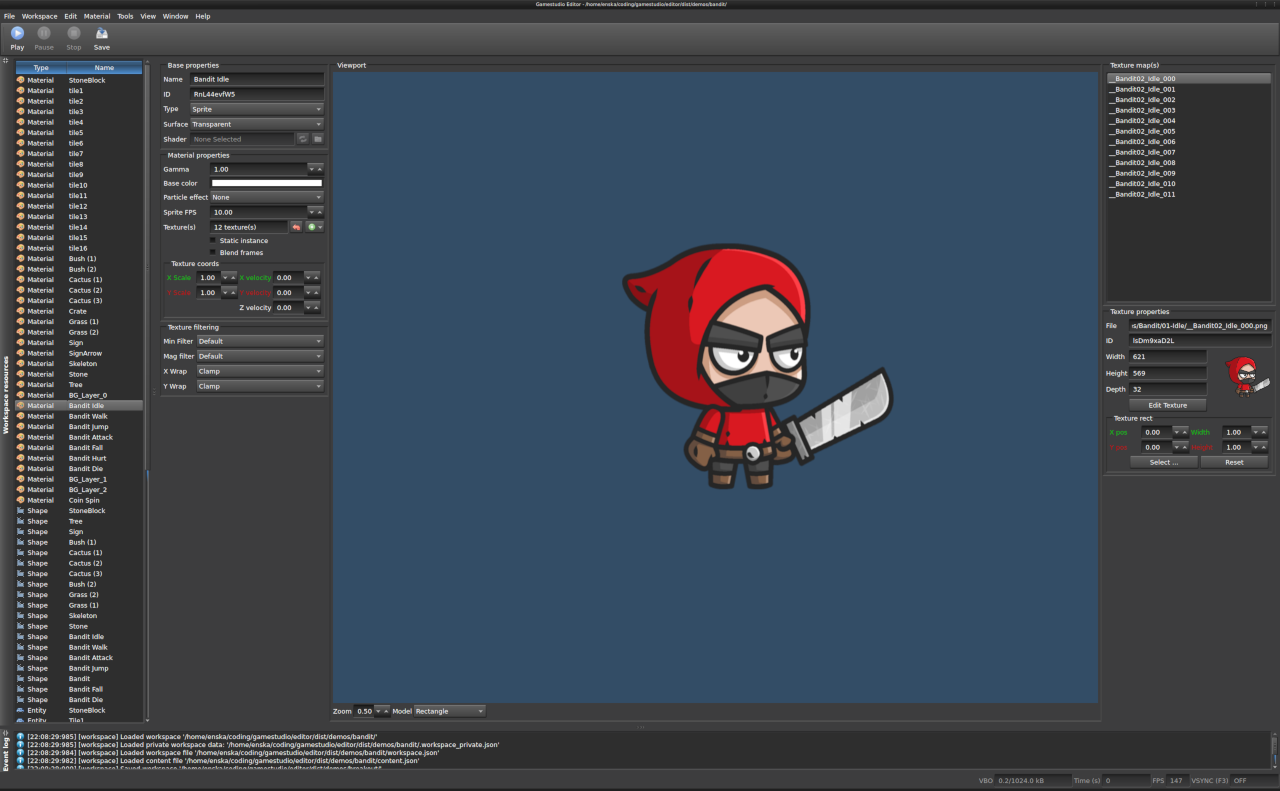 Gamestudio Editor - /home/enska/coding/gamestudio/editor/dist/demos/bandit/
File Workspace Edit Material Tools View Window Help
Play Pause Stop Save
Workspace resources
Type Name
Material StoneBlock
Material tile1
Material tile2
Material tile3
Material tile4
Material tile5
Material tile6
Material tile7
Material tile8
Material tile9
Material tile10
Material tile11
Material tile12
Material tile13
Material tile14
Material tile15
Material tile16
Material Bush (1)
Material Bush (2)
Material Cactus (1)
Material Cactus (2)
Material Cactus (3)
Material Crate
Material Grass (1)
Material Grass (2)
Material Sign
Material SignArrow
Material Skeleton
Material Stone
Material Tree
Material BG_Layer_0
Material Bandit Idle
Material Bandit Walk
Material Bandit Jump
Material Bandit Attack
Material Bandit Fall
Material Bandit Hurt
Material Bandit Die
Material BG_Layer_1
Material BG_Layer_2
Material Coin Spin
Shape StoneBlock
Shape Tree
Shape Sign
Shape Bush (1)
Shape Cactus (1)
Shape Cactus (2)
Shape Cactus (3)
Shape Bush (2)
Shape Grass (2)
Shape Grass (1)
Shape Skeleton
Shape Stone
Shape Bandit Idle
Shape Bandit Walk
Shape Bandit Attack
Shape Bandit Jump
Shape Bandit
Shape Bandit Fall
Shape Bandit Die
Entity StoneBlock
Entity Tile1
Base properties
Name Bandit Idle
ID RnL44evfW5
Type Sprite
Surface Transparent
Shader None Selected
Material properties
Gamma 1.00
Base color
Particle effect None
Sprite FPS 10.00
Texture(s) 12 texture(s)
Static instance
Blend frames
Texture coords
X Scale 1.00 X velocity 0.00
Y Scale 1.00 Y velocity 0.00
Z velocity 0.00
Texture filtering
Min Filter Default
Mag filter Default
X Wrap Clamp
Y Wrap Clamp
Viewport
Zoom 0.50 Model Rectangle
Texture map(s)
__Bandit02_Idle_000
__Bandit02_Idle_001
__Bandit02_Idle_002
__Bandit02_Idle_003
__Bandit02_Idle_004
__Bandit02_Idle_005
__Bandit02_Idle_006
__Bandit02_Idle_007
__Bandit02_Idle_008
__Bandit02_Idle_009
__Bandit02_Idle_010
__Bandit02_Idle_011
Texture properties
File s/Bandit/01-Idle/__Bandit02_Idle_000.png
ID lsDm9xaD2L
Width 621
Height 569
Depth 32
Edit Texture
Texture rect
X pos 0.00 Width 1.00
0.00 Height 1.00
Select ... Reset
Event log
[22:08:29:985] [workspace] Loaded workspace '/home/enska/coding/gamestudio/editor/dist/demos/bandit/'
[22:08:29:985] [workspace] Loaded private workspace data: '/home/enska/coding/gamestudio/editor/dist/demos/bandit/.workspace_private.json'
[22:08:29:984] [workspace] Loaded workspace file '/home/enska/coding/gamestudio/editor/dist/demos/bandit/workspace.json'
[22:08:29:982] [workspace] Loaded content file '/home/enska/coding/gamestudio/editor/dist/demos/bandit/content.json'
VBO 0.2/1024.0 kB Time (s) 0 FPS 147 VSYNC (F3) OFF